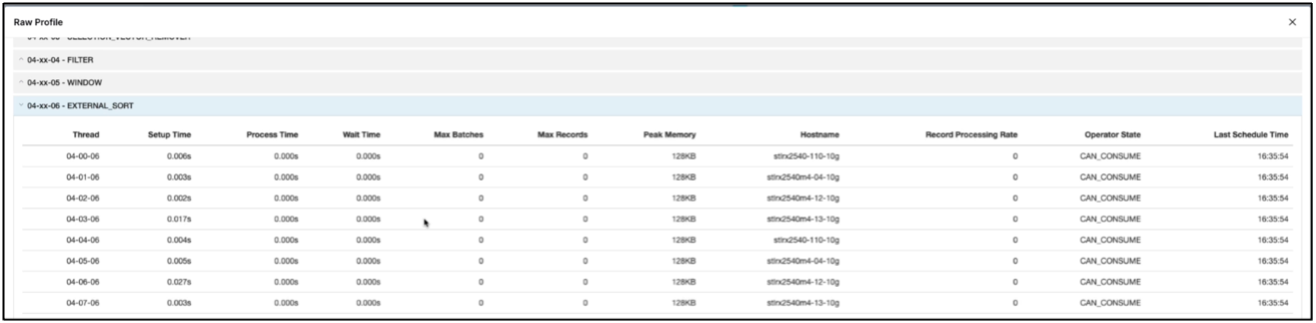 Raw Profile
04-xx-03 - SELECTION_VECTOR_REMOVER
04-xx-04 - FILTER
04-xx-05 - WINDOW
04-xx-06 - EXTERNAL_SORT
Thread Setup Time Process Time Wait Time Max Batches Max Records Peak Memory Hostname Record Processing Rate Operator State Last Schedule Time
04-00-06 0.006s 0.000s 0.000s 0 0 128KB stlrx2540-110-10g 0 CAN_CONSUME 16:35:54
04-01-06 0.003s 0.000s 0.000s 0 0 128KB stlrx2540m4-04-10g 0 CAN_CONSUME 16:35:54
04-02-06 0.002s 0.000s 0.000s 0 0 128KB stlrx2540m4-12-10g 0 CAN_CONSUME 16:35:54
04-03-06 0.017s 0.000s 0.000s 0 0 128KB stlrx2540m4-13-10g 0 CAN_CONSUME 16:35:54
04-04-06 0.004s 0.000s 0.000s 0 0 128KB stlrx2540-110-10g 0 CAN_CONSUME 16:35:54
04-05-06 0.005s 0.000s 0.000s 0 0 128KB stlrx2540m4-04-10g 0 CAN_CONSUME 16:35:54
04-06-06 0.027s 0.000s 0.000s 0 0 128KB stlrx2540m4-12-10g 0 CAN_CONSUME 16:35:54
04-07-06 0.003s 0.000s 0.000s 0 0 128KB stlrx2540m4-13-10g 0 CAN_CONSUME 16:35:54